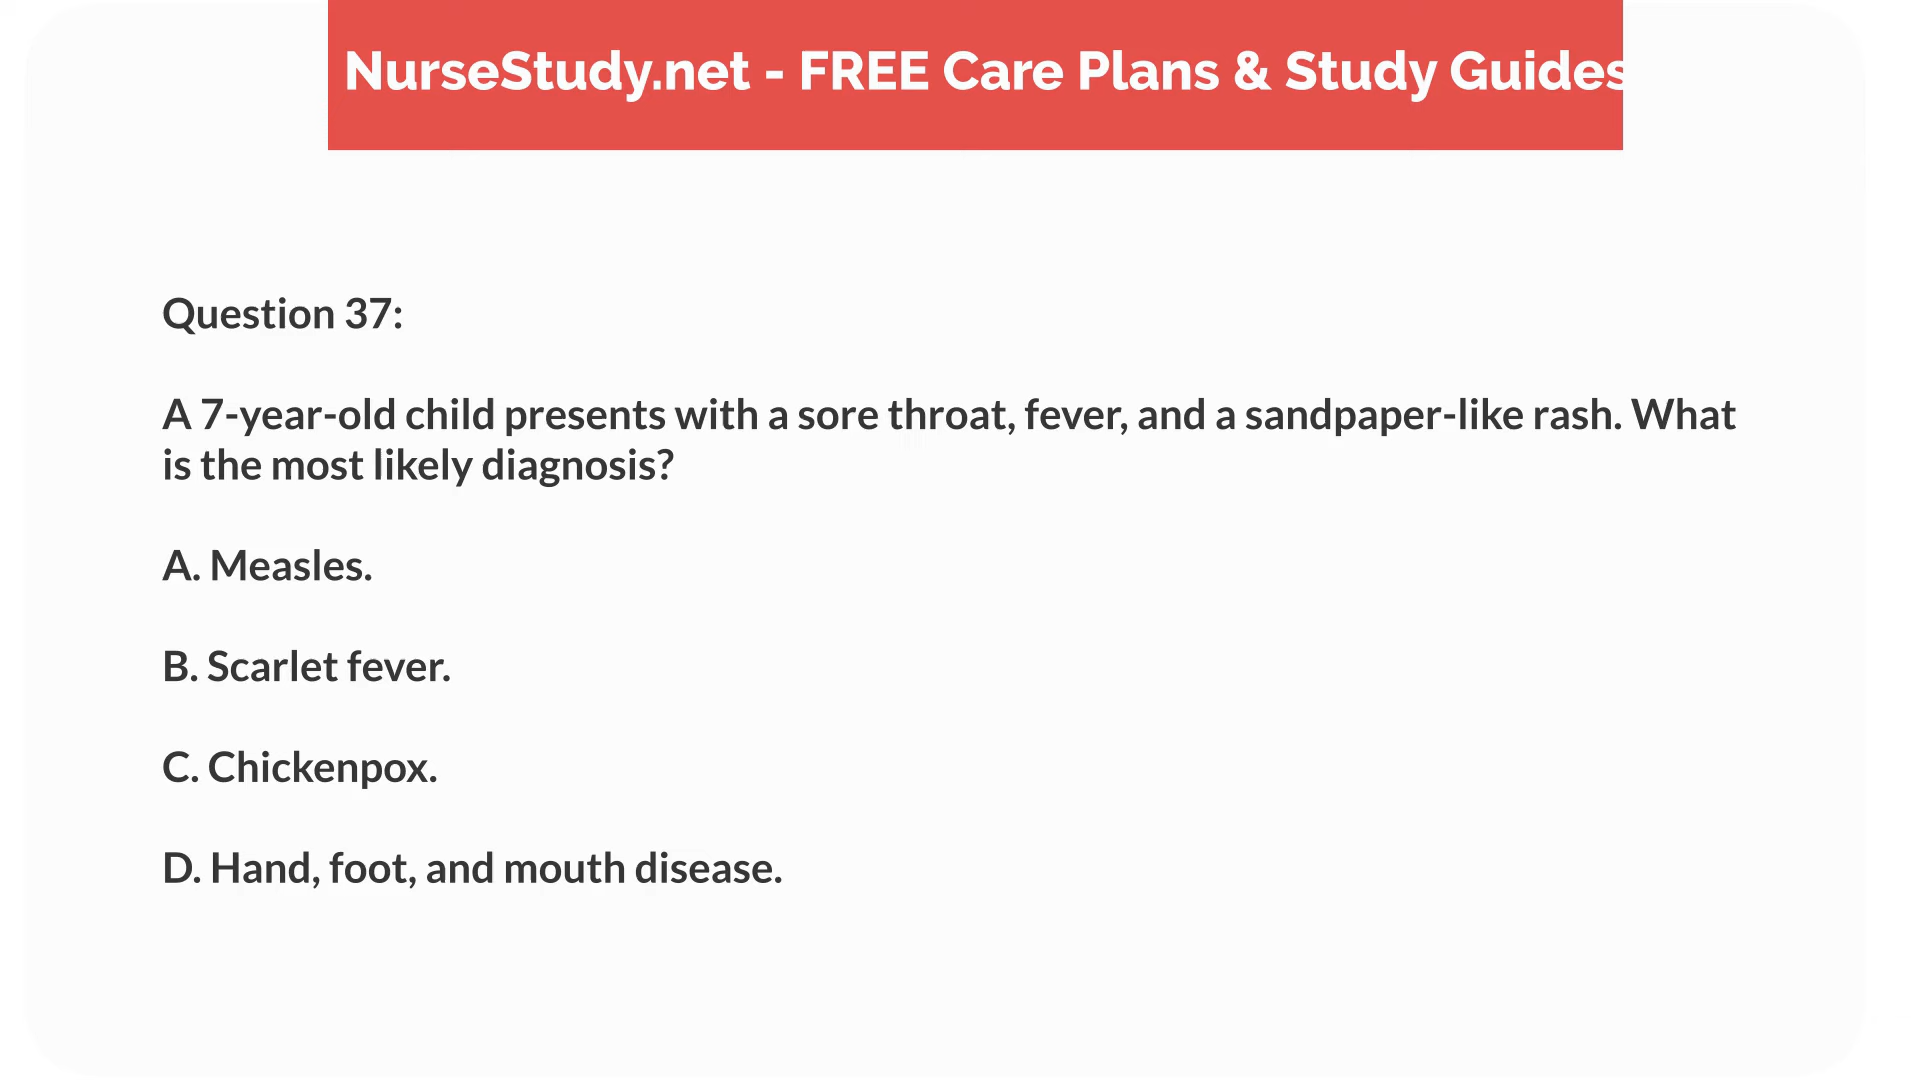 NurseStudy.net - FREE Care Plans & Study Guides
Question 37:
A 7-year-old child presents with a sore throat, fever, and a sandpaper-like rash. What
is the most likely diagnosis?
A. Measles.
B. Scarlet fever.
C. Chickenpox.
D. Hand, foot, and mouth disease.